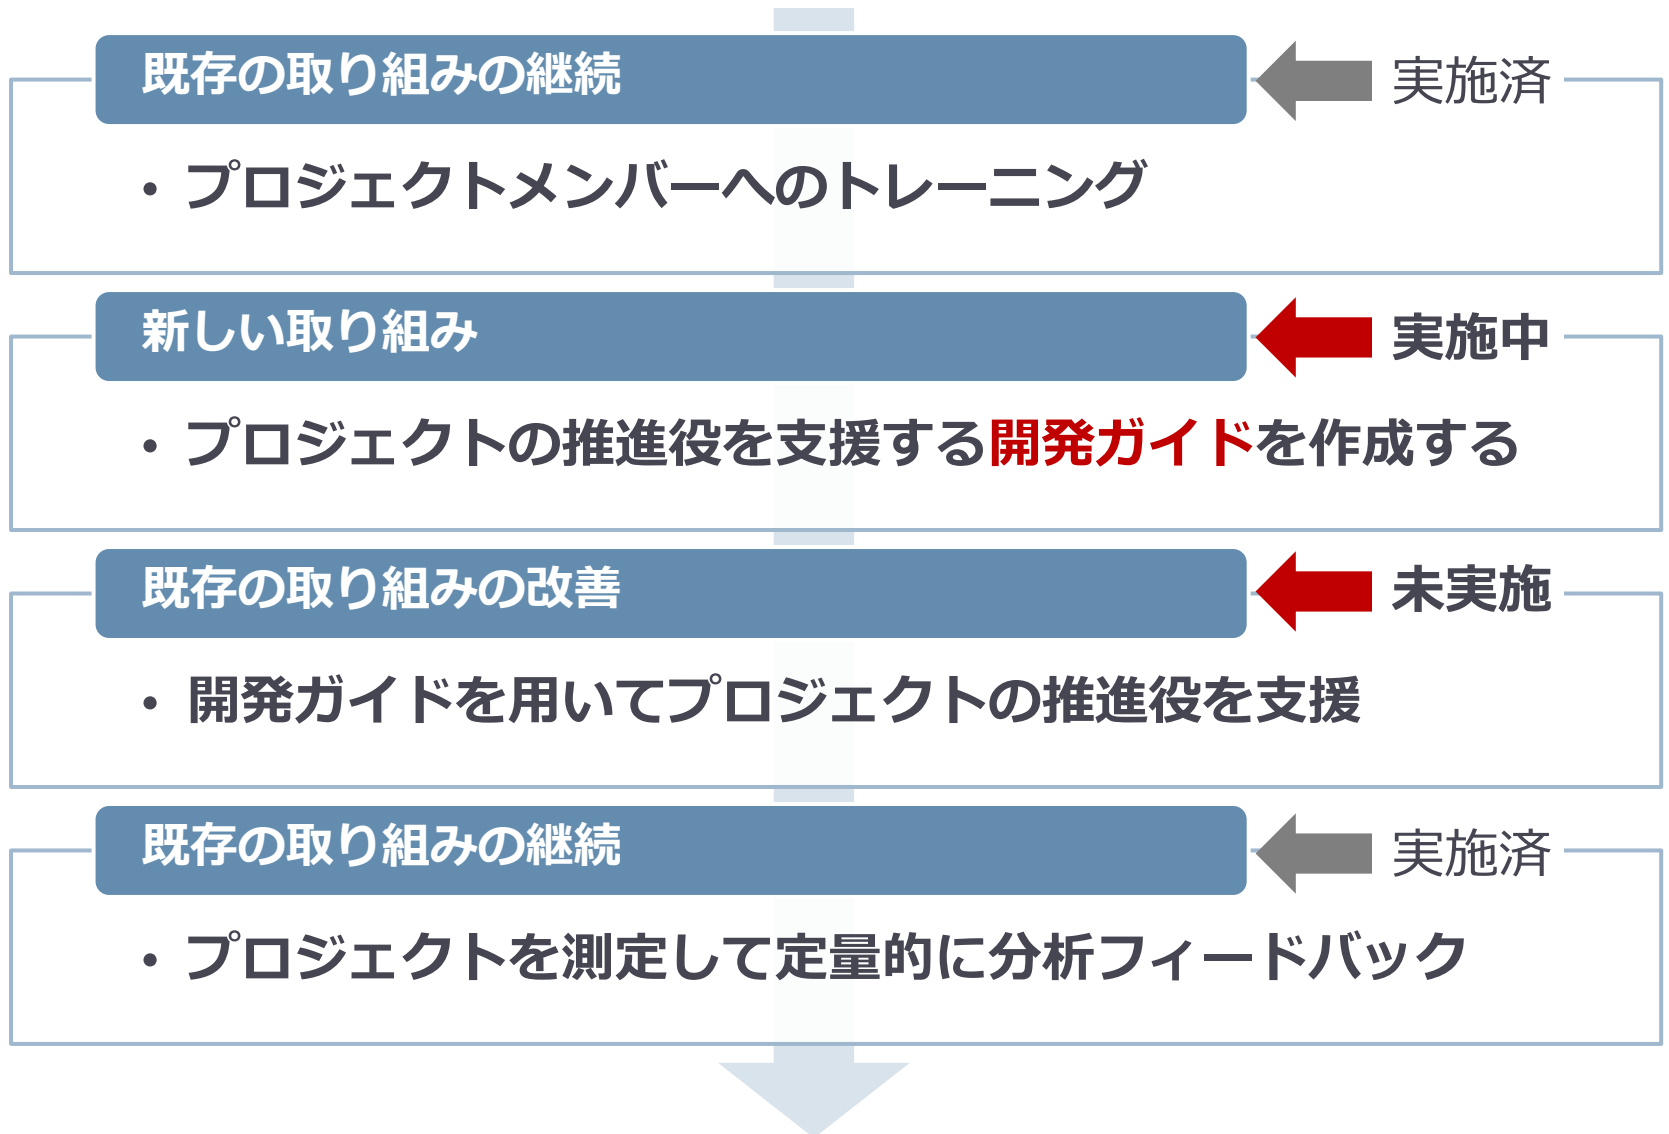 既存の取り組みの継続
実施済
• プロジェクトメンバーへのトレーニング
新しい取り組み
実施中
• プロジェクトの推進役を支援する開発ガイドを作成する
既存の取り組みの改善
未実施
• 開発ガイドを用いてプロジェクトの推進役を支援
既存の取り組みの継続
実施済
• プロジェクトを測定して定量的に分析フィードバック